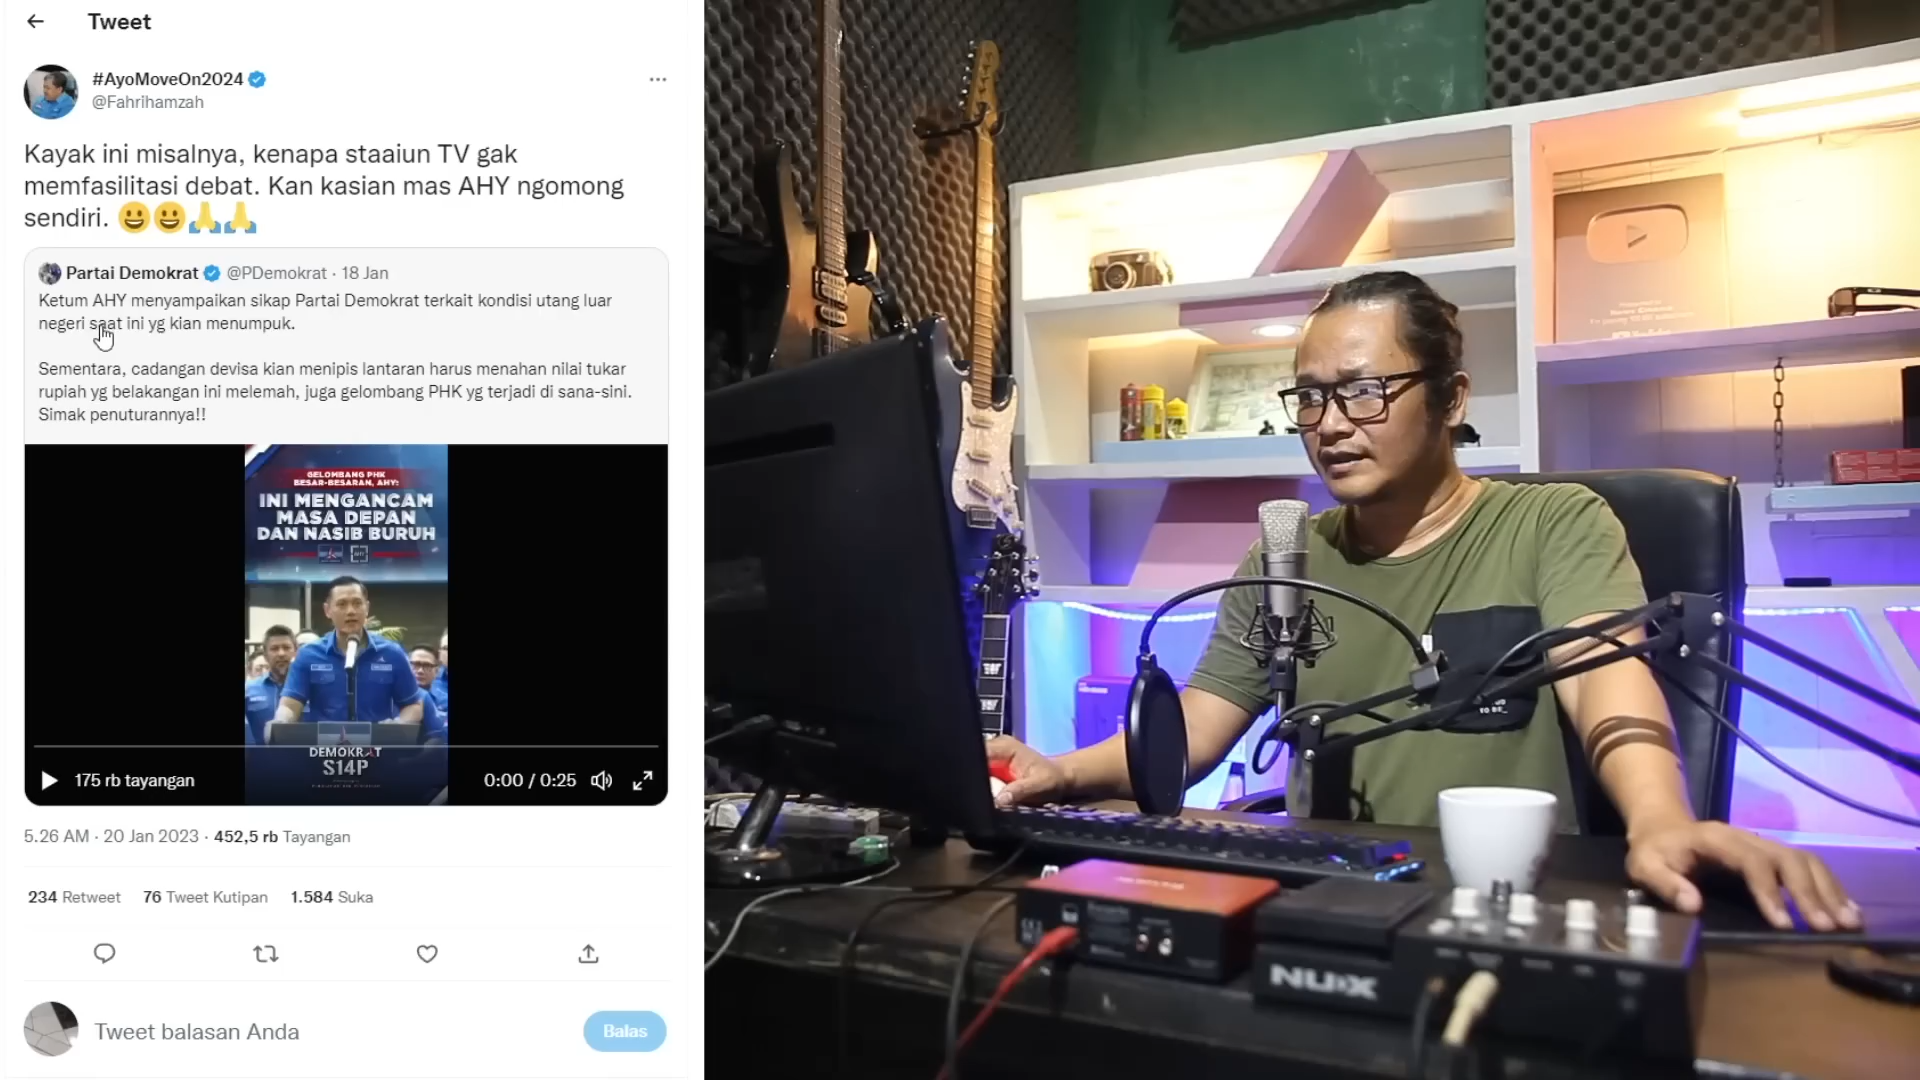 Tweet
#AyoMoveOn2024
@Fahrihamzah
Kayak ini misalnya, kenapa staaiun TV gak
memfasilitasi debat. Kan kasian mas AHY ngomong
sendiri. 😀😀🙏🙏
Partai Demokrat @PDemokrat · 18 Jan
Ketum AHY menyampaikan sikap Partai Demokrat terkait kondisi utang luar
negeri saat ini yg kian menumpuk.
Sementara, cadangan devisa kian menipis lantaran harus menahan nilai tukar
rupiah yg belakangan ini melemah, juga gelombang PHK yg terjadi di sana-sini.
Simak penuturannya!!
GELOMBANG PHK
BESAR-BESARAN, AHY:
INI MENGANCAM
MASA DEPAN
DAN NASIB BURUH
DEMOKRAT
S14P
175 rb tayangan
0:00 / 0:25
5.26 AM · 20 Jan 2023 · 452,5 rb Tayangan
234 Retweet 76 Tweet Kutipan 1.584 Suka
Tweet balasan Anda
Balas
NUX